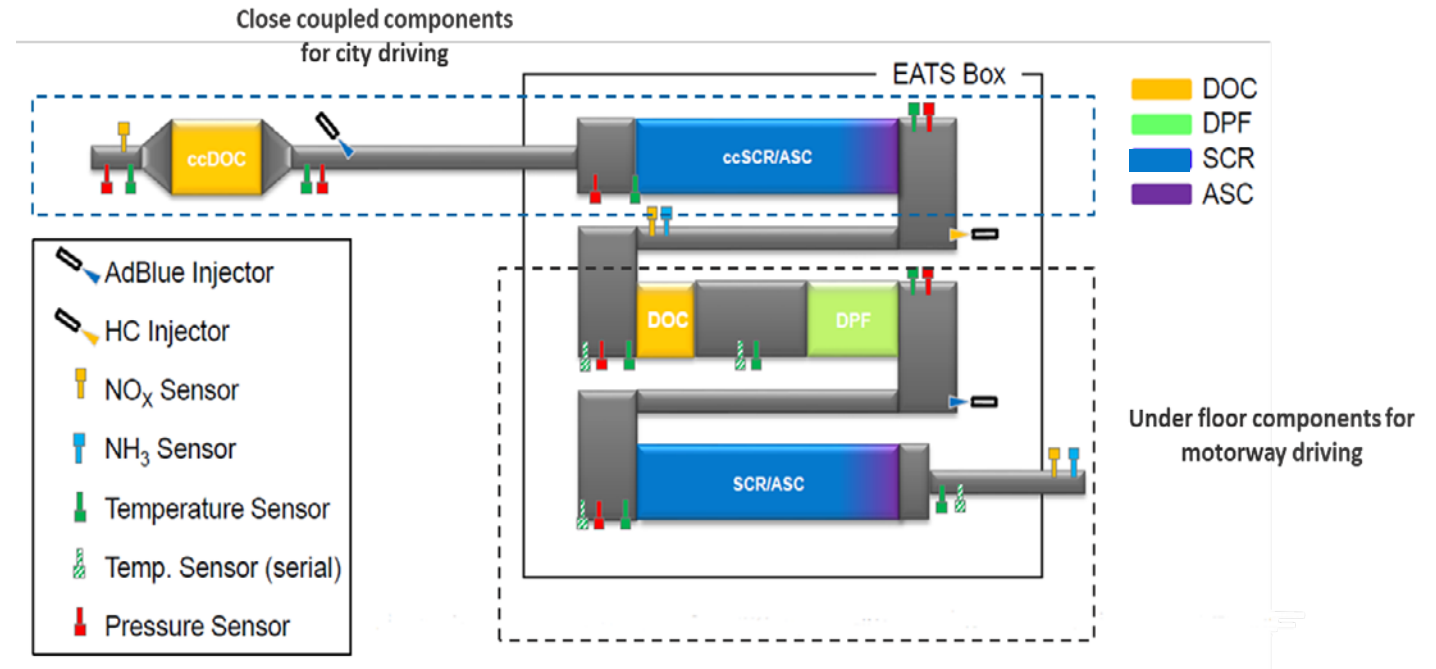 Close coupled components
for city driving
EATS Box
DOC
DPF
SCR
ASC
ccDOC
ccSCR/ASC
AdBlue Injector
HC Injector
NOX Sensor
NH3 Sensor
Temperature Sensor
Temp. Sensor (serial)
Pressure Sensor
DOC
DPF
SCR/ASC
Under floor components for
motorway driving